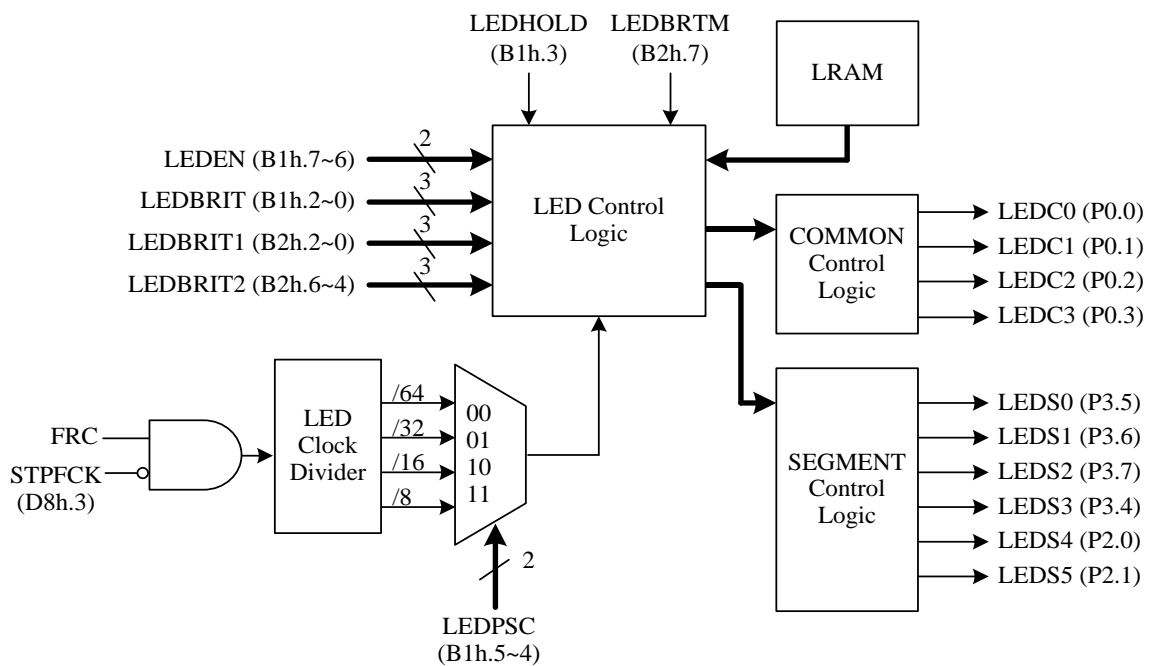 LEDHOLD
(B1h.3)
LEDBRTM
(B2h.7)
LRAM
LEDEN (B1h.7~6)
2
LEDBRIT (B1h.2~0)
3
LEDBRIT1 (B2h.2~0)
3
LEDBRIT2 (B2h.6~4)
3
LED Control
Logic
COMMON
Control
Logic
LEDC0 (P0.0)
LEDC1 (P0.1)
LEDC2 (P0.2)
LEDC3 (P0.3)
FRC
STPFCK
(D8h.3)
LED
Clock
Divider
/64
/32
/16
/8
00
01
10
11
2
LEDPSC
(B1h.5~4)
SEGMENT
Control
Logic
LEDS0 (P3.5)
LEDS1 (P3.6)
LEDS2 (P3.7)
LEDS3 (P3.4)
LEDS4 (P2.0)
LEDS5 (P2.1)